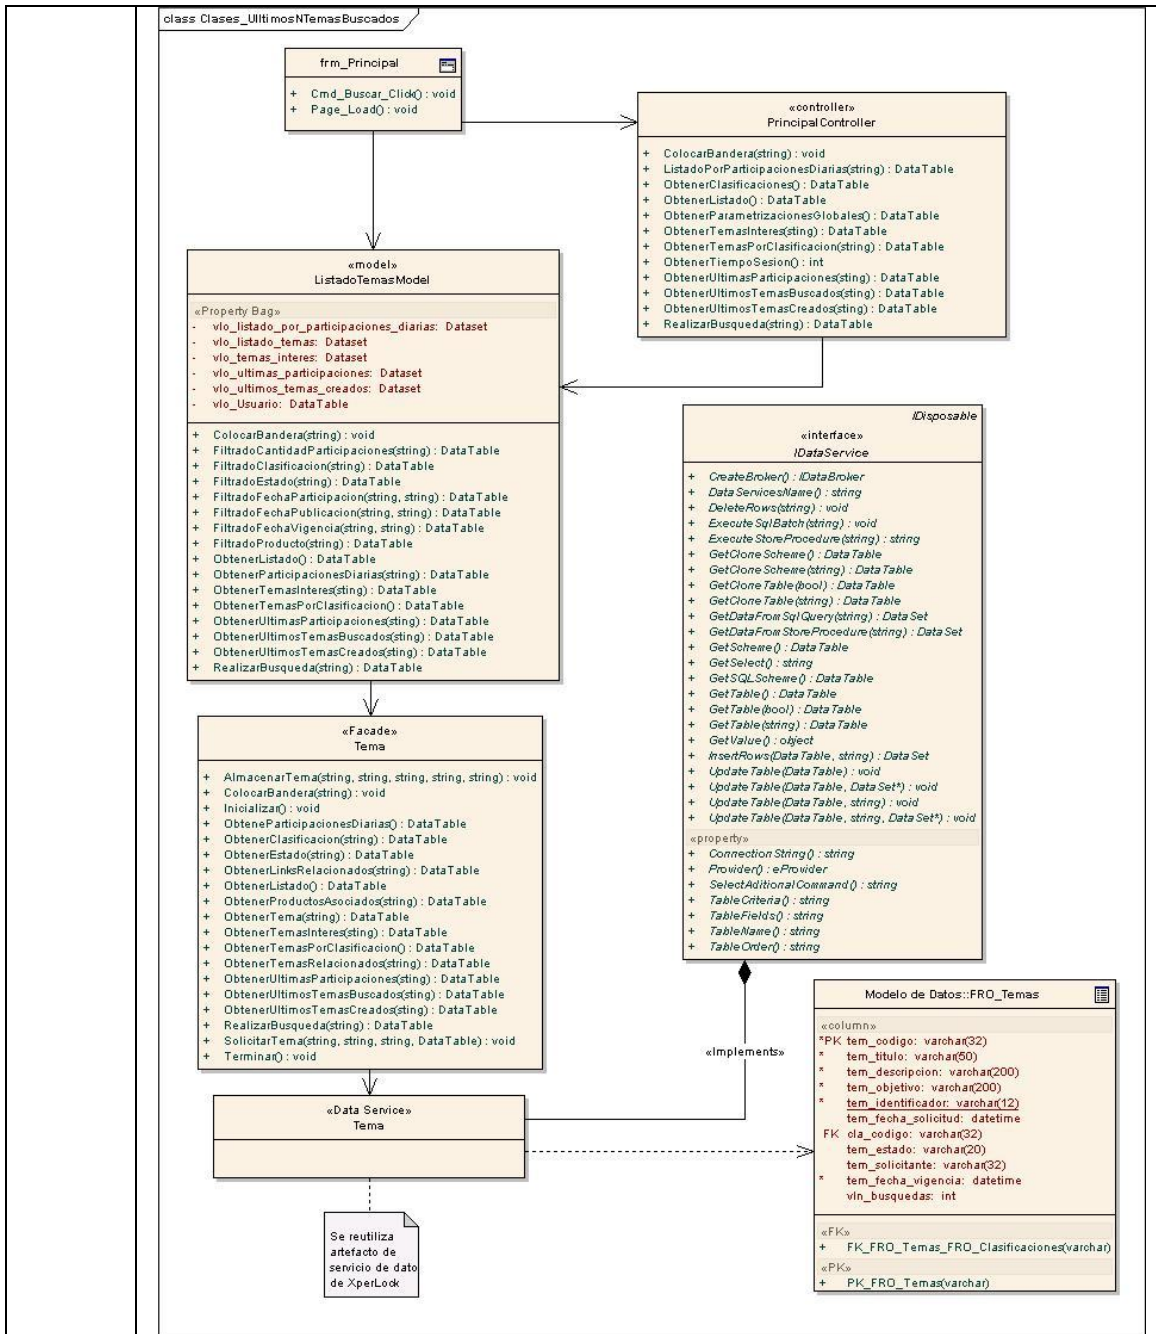 class Clases_UlltimosNTemasBuscados
frm_Principal
+ Cmd_Buscar_Click() : void
+ Page_Load() : void
«controller»
PrincipalController
+ ColocarBandera(string) : void
+ ListadoPorParticipacionesDiarias(string) : DataTable
+ ObtenerClasificaciones() : DataTable
+ ObtenerListado() : DataTable
+ ObtenerParametrizacionesGlobales() : DataTable
+ ObtenerTemasInteres(sting) : DataTable
+ ObtenerTemasPorClasificacion(string) : DataTable
+ ObtenerTiempoSesion() : int
+ ObtenerUltimasParticipaciones(sting) : DataTable
+ ObtenerUltimosTemasBuscados(sting) : DataTable
+ ObtenerUltimosTemasCreados(sting) : DataTable
+ RealizarBusqueda(string) : DataTable
«model»
ListadoTemasModel
«Property Bag»
- vlo_listado_por_participaciones_diarias: Dataset
- vlo_listado_temas: Dataset
- vlo_temas_interes: Dataset
- vlo_ultimas_participaciones: Dataset
- vlo_ultimos_temas_creados: Dataset
- vlo_Usuario: DataTable
+ ColocarBandera(string) : void
+ FiltradoCantidadParticipaciones(string) : DataTable
+ FiltradoClasificacion(string) : DataTable
+ FiltradoEstado(string) : DataTable
+ FiltradoFechaParticipacion(string, string) : DataTable
+ FiltradoFechaPublicacion(string, string) : DataTable
+ FiltradoFechaVigencia(string, string) : DataTable
+ FiltradoProducto(string) : DataTable
+ ObtenerListado() : DataTable
+ ObtenerParticipacionesDiarias(string) : DataTable
+ ObtenerTemasInteres(sting) : DataTable
+ ObtenerTemasPorClasificacion() : DataTable
+ ObtenerUltimasParticipaciones(sting) : DataTable
+ ObtenerUltimosTemasBuscados(sting) : DataTable
+ ObtenerUltimosTemasCreados(sting) : DataTable
+ RealizarBusqueda(string) : DataTable
IDisposable
«interface»
IDataService
+ CreateBroker() : IDataBroker
+ DataServicesName() : string
+ DeleteRows(string) : void
+ ExecuteSqlBatch(string) : void
+ ExecuteStoreProcedure(string) : string
+ GetCloneScheme() : DataTable
+ GetCloneScheme(string) : DataTable
+ GetCloneTable(bool) : DataTable
+ GetCloneTable(string) : DataTable
+ GetDataFromSqlQuery(string) : DataSet
+ GetDataFromStoreProcedure(string) : DataSet
+ GetScheme() : DataTable
+ GetSelect() : string
+ GetSQLScheme() : DataTable
+ GetTable() : DataTable
+ GetTable(bool) : DataTable
+ GetTable(string) : DataTable
+ GetValue() : object
+ InsertRows(DataTable, string) : DataSet
+ UpdateTable(DataTable) : void
+ UpdateTable(DataTable, DataSet*) : void
+ UpdateTable(DataTable, string) : void
+ UpdateTable(DataTable, string, DataSet*) : void
«property»
+ ConnectionString() : string
+ Provider() : eProvider
+ SelectAditionalCommand() : string
+ TableCriteria() : string
+ TableFields() : string
+ TableName() : string
+ TableOrder() : string
«Facade»
Tema
+ AlmacenarTema(string, string, string, string, string) : void
+ ColocarBandera(string) : void
+ Inicializar() : void
+ ObteneParticipacionesDiarias() : DataTable
+ ObtenerClasificacion(string) : DataTable
+ ObtenerEstado(string) : DataTable
+ ObtenerLinksRelacionados(string) : DataTable
+ ObtenerListado() : DataTable
+ ObtenerProductosAsociados(string) : DataTable
+ ObtenerTema(string) : DataTable
+ ObtenerTemasInteres(sting) : DataTable
+ ObtenerTemasPorClasificacion() : DataTable
+ ObtenerTemasRelacionados(string) : DataTable
+ ObtenerUltimasParticipaciones(sting) : DataTable
+ ObtenerUltimosTemasBuscados(sting) : DataTable
+ ObtenerUltimosTemasCreados(sting) : DataTable
+ RealizarBusqueda(string) : DataTable
+ SolicitarTema(string, string, string, DataTable) : void
+ Terminar() : void
«Implements»
«Data Service»
Tema
Se reutiliza
artefacto de
servicio de dato
de XperLock
Modelo de Datos::FRO_Temas
«column»
*PK tem_codigo: varchar(32)
* tem_titulo: varchar(50)
* tem_descripcion: varchar(200)
* tem_objetivo: varchar(200)
* tem_identificador: varchar(12)
tem_fecha_solicitud: datetime
FK cla_codigo: varchar(32)
tem_estado: varchar(20)
tem_solicitante: varchar(32)
* tem_fecha_vigencia: datetime
vln_busquedas: int
«FK»
+ FK_FRO_Temas_FRO_Clasificaciones(varchar)
«PK»
+ PK_FRO_Temas(varchar)